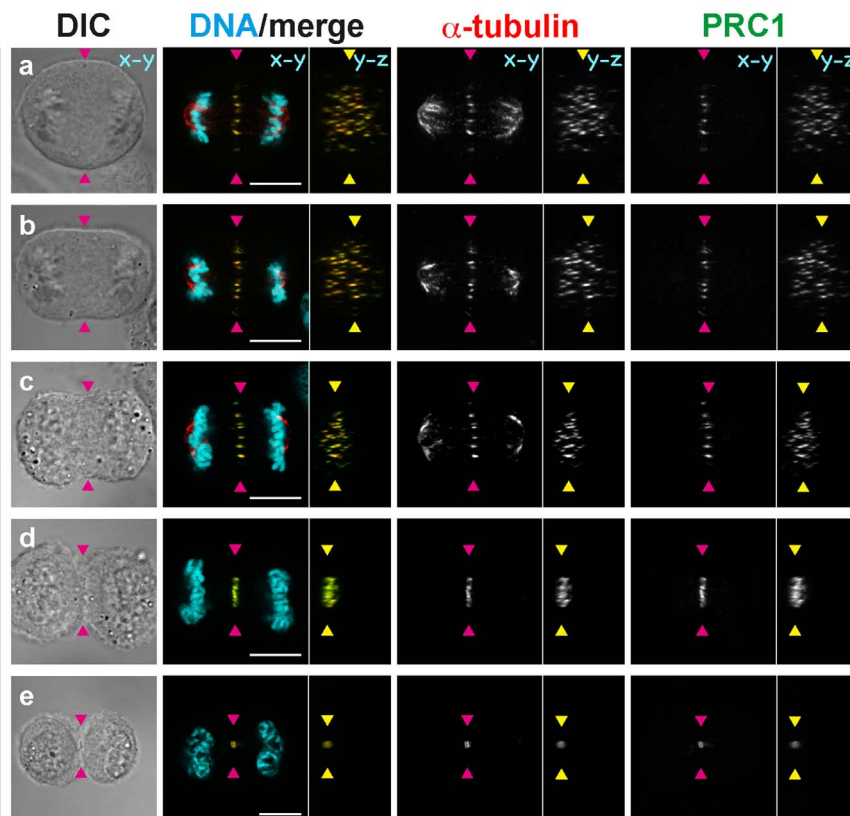 DIC DNA/merge α-tubulin PRC1
a x-y x-y y-z x-y y-z x-y y-z
b
c
d
e